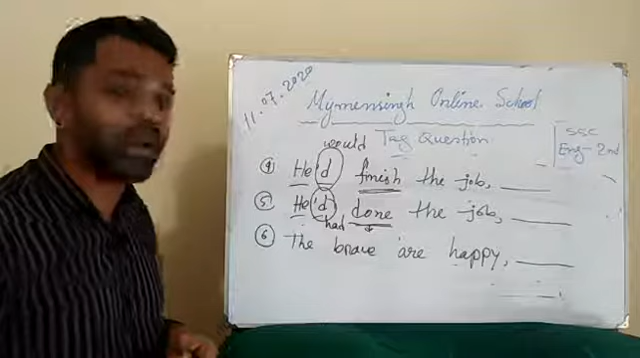 11.07.2020
Mymensingh Online School
Tag Question
SSC
Eng-2nd
would
④ He'd finish the job, ____
⑤ He'd done the job, ____
had
⑥ The brave are happy, ____